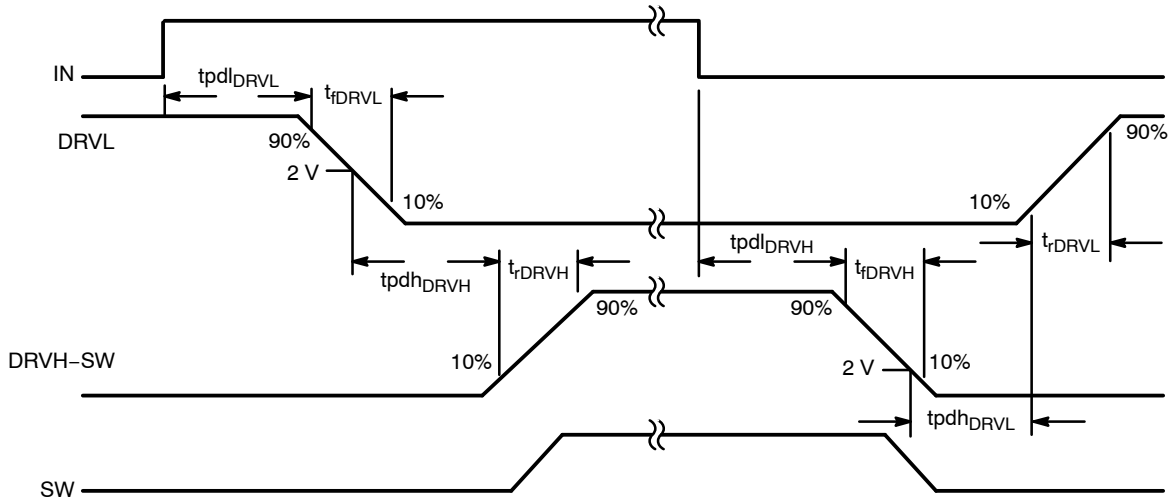 IN
tpdlDRVL
tfDRVL
DRVL
90%
90%
2 V
10%
10%
tpdlDRVH
trDRVL
tpdhDRVH
trDRVH
tfDRVH
90%
90%
DRVH−SW
10%
2 V
10%
tpdhDRVL
SW